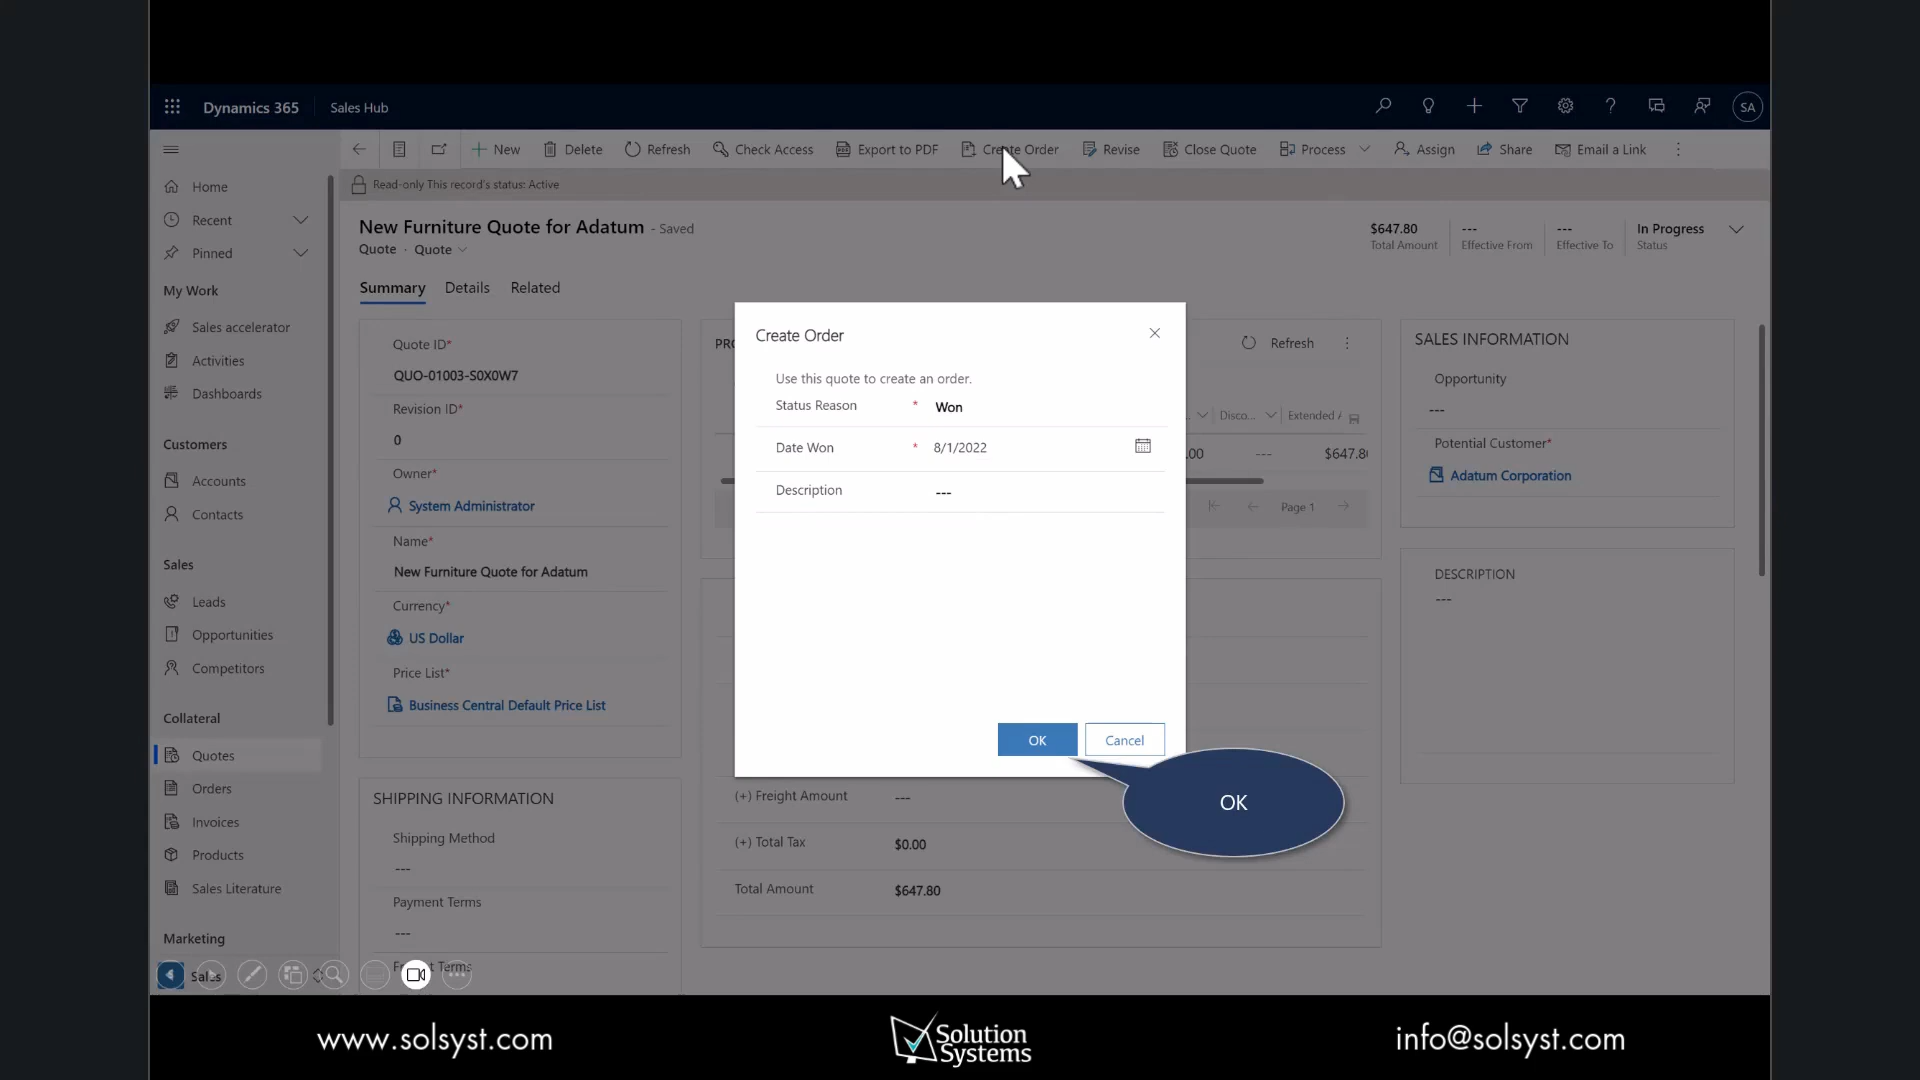 Dynamics 365
Sales Hub
SA
New
Delete
Refresh
Check Access
Export to PDF
Create Order
Revise
Close Quote
Process
Assign
Share
Email a Link
Read-only This record's status: Active
Home
Recent
Pinned
My Work
Sales accelerator
Activities
Dashboards
Customers
Accounts
Contacts
Sales
Leads
Opportunities
Competitors
Collateral
Quotes
Orders
Invoices
Products
Sales Literature
Marketing
Sales
New Furniture Quote for Adatum - Saved
Quote · Quote
$647.80
Total Amount
---
Effective From
---
Effective To
In Progress
Status
Summary
Details
Related
Quote ID*
QUO-01003-S0X0W7
Revision ID*
0
Owner*
System Administrator
Name*
New Furniture Quote for Adatum
Currency*
US Dollar
Price List*
Business Central Default Price List
SHIPPING INFORMATION
Shipping Method
---
Payment Terms
---
Create Order
Use this quote to create an order.
Status Reason * Won
Date Won * 8/1/2022
Description ---
OK
Cancel
OK
Refresh
Disco...
Extended
.00 --- $647.8
Page 1
(+) Freight Amount ---
(+) Total Tax $0.00
Total Amount $647.80
SALES INFORMATION
Opportunity
---
Potential Customer*
Adatum Corporation
DESCRIPTION
---
www.solsyst.com
Solution
Systems
info@solsyst.com